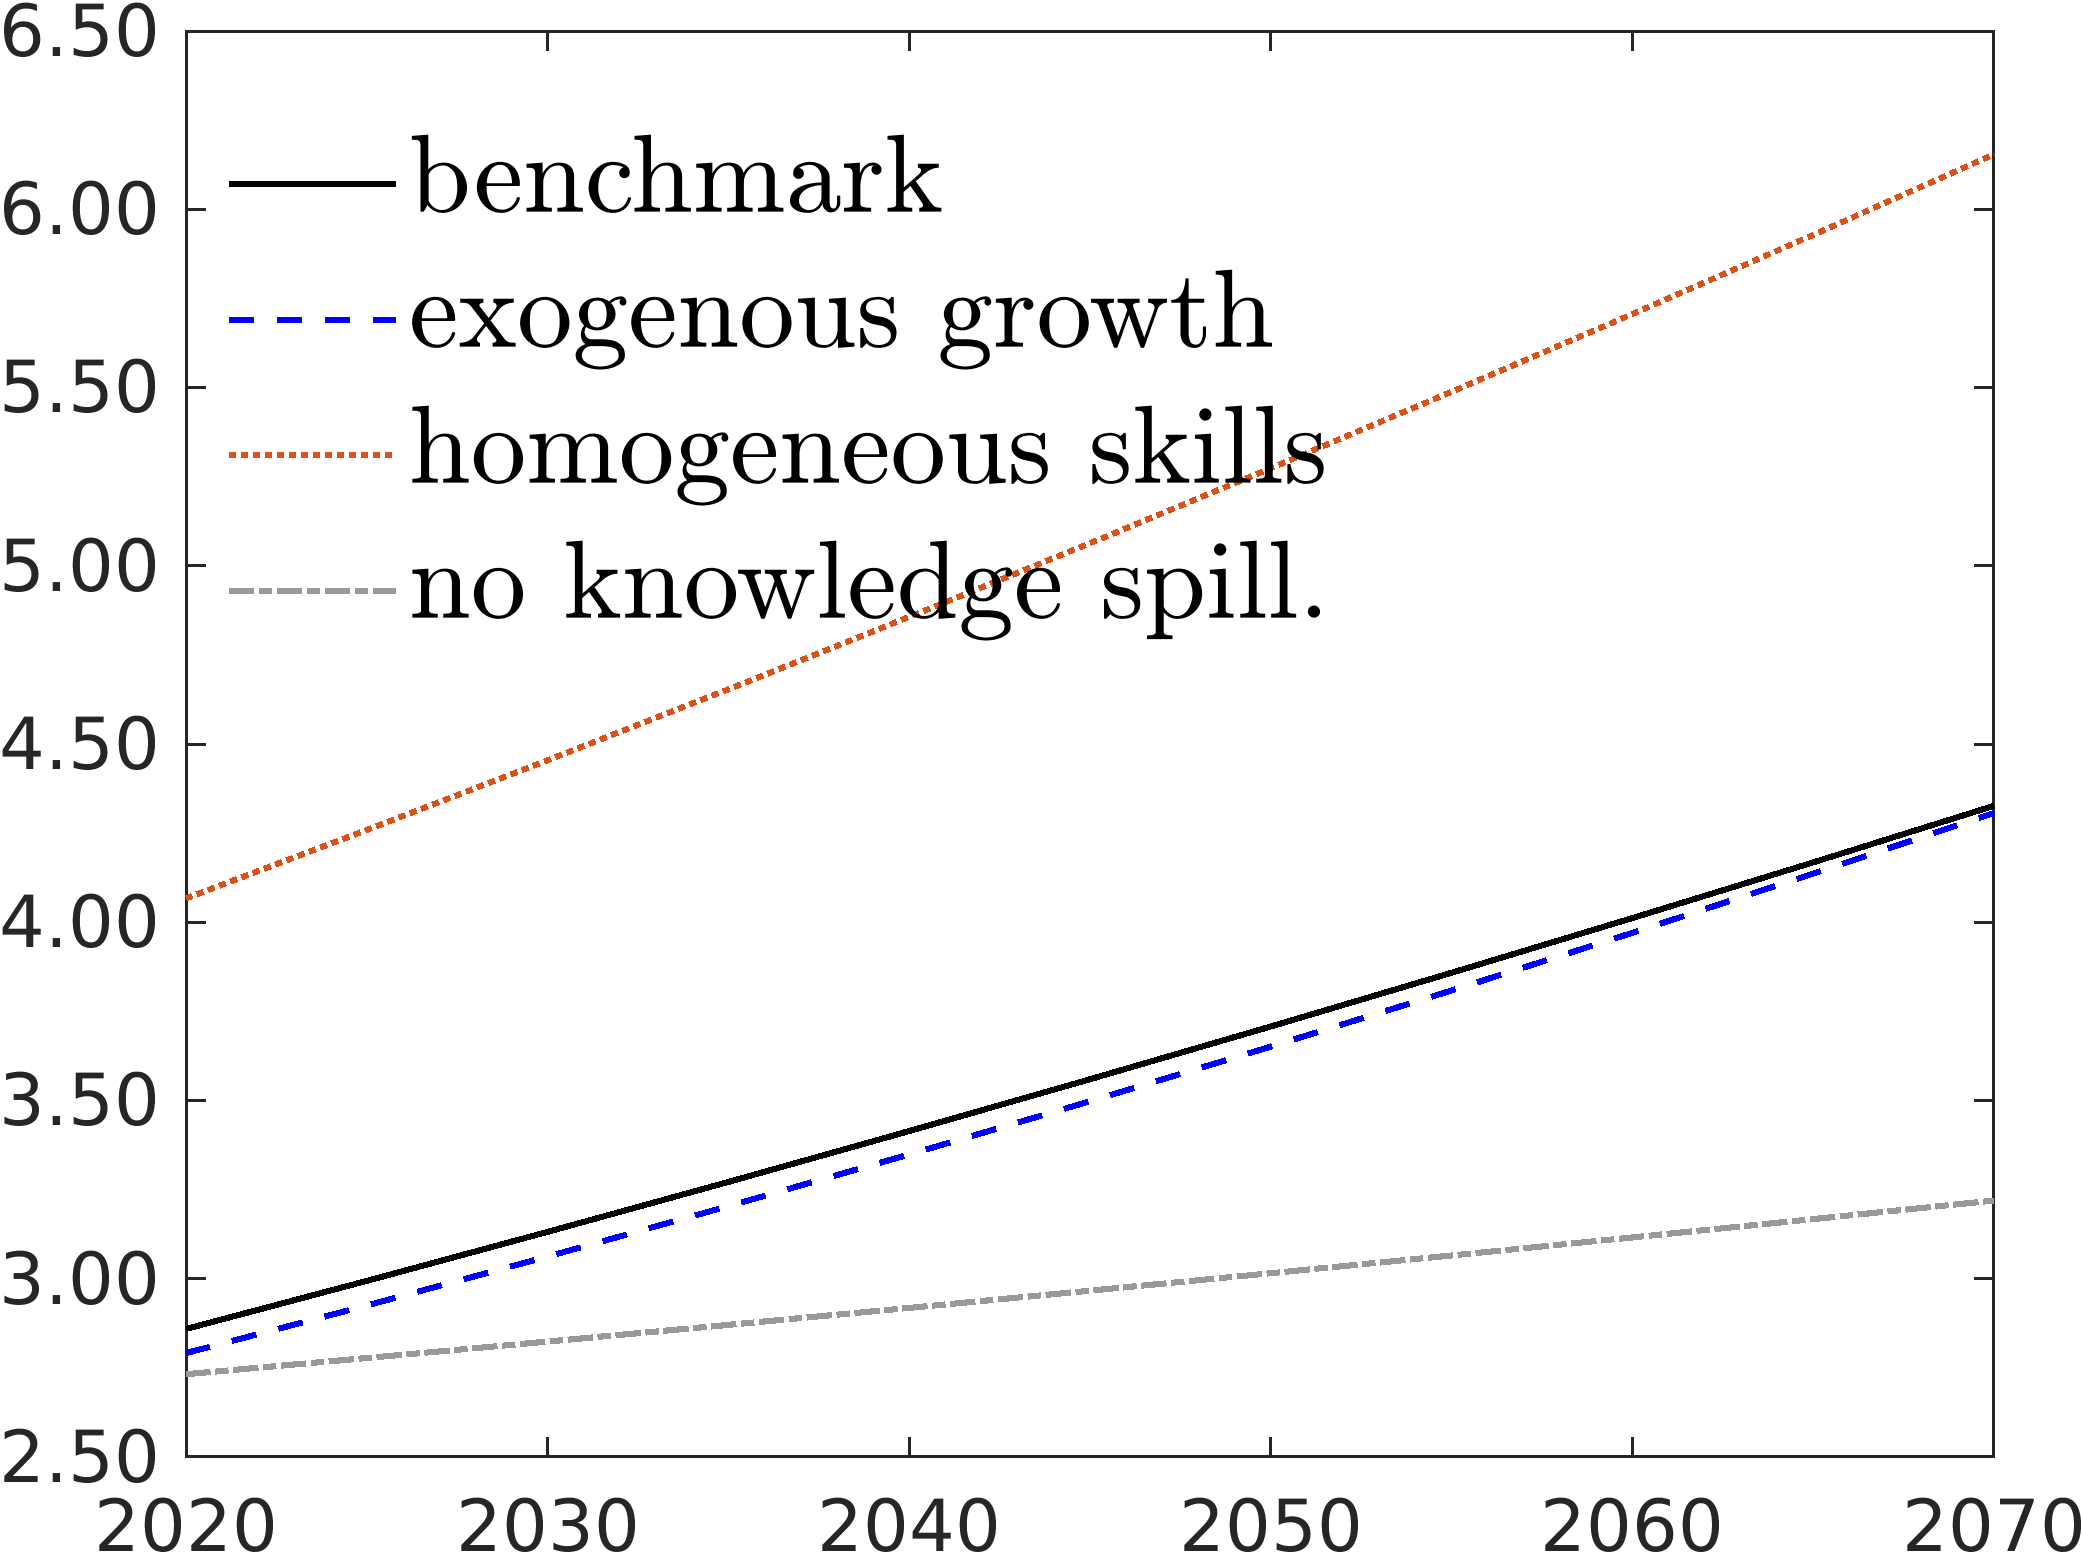 6.50
6.00
5.50
5.00
4.50
4.00
3.50
3.00
2.50
benchmark
exogenous growth
homogeneous skills
no knowledge spill.
2020 2030 2040 2050 2060 2070